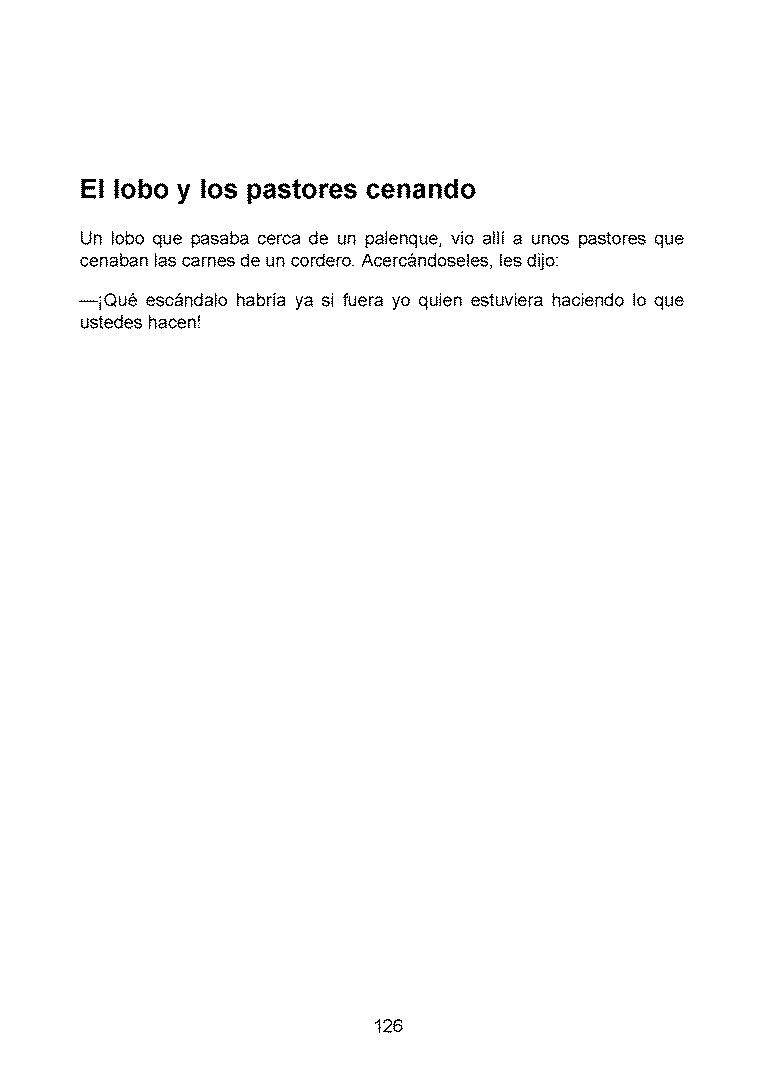 El lobo y los pastores cenando
Un lobo que pasaba cerca de un palenque, vio allí a unos pastores que
cenaban las carnes de un cordero. Acercándoseles, les dijo:
—¡Qué escándalo habría ya si fuera yo quien estuviera haciendo lo que
ustedes hacen!
126